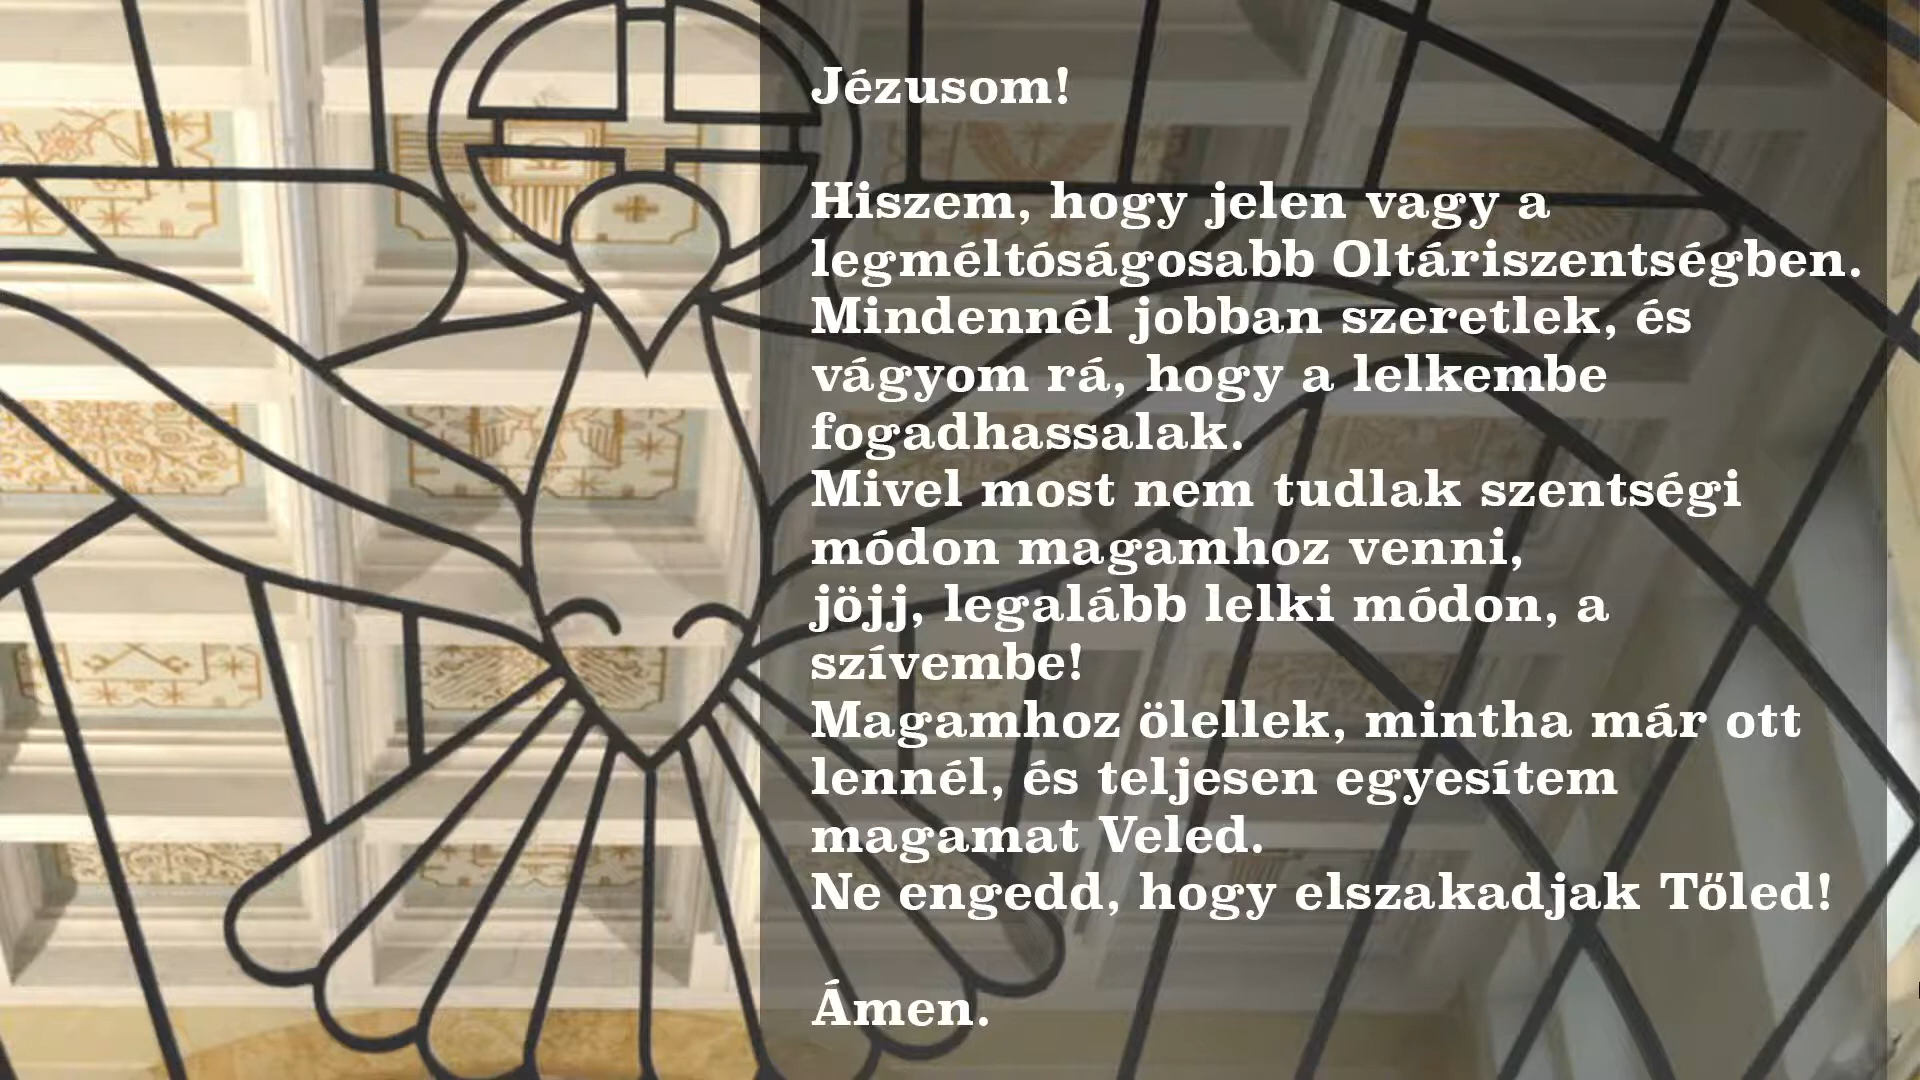 Jézusom!
Hiszem, hogy jelen vagy a
legméltóságosabb Oltáriszentségben.
Mindennél jobban szeretlek, és
vágyom rá, hogy a lelkembe
fogadhassalak.
Mivel most nem tudlak szentségi
módon magamhoz venni,
jöjj, legalább lelki módon, a
szívembe!
Magamhoz ölellek, mintha már ott
lennél, és teljesen egyesítem
magamat Veled.
Ne engedd, hogy elszakadjak Tőled!
Ámen.